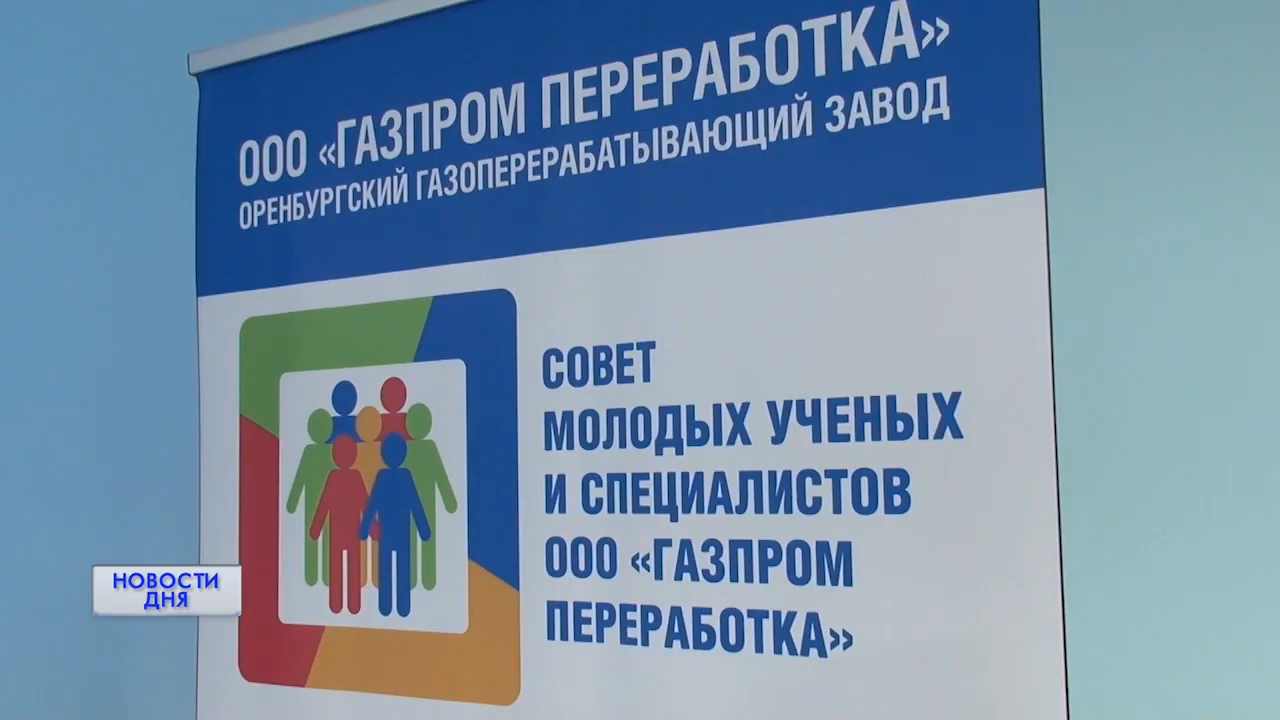 ООО «ГАЗПРОМ ПЕРЕРАБОТКА»
ОРЕНБУРГСКИЙ ГАЗОПЕРЕРАБАТЫВАЮЩИЙ ЗАВОД
СОВЕТ
МОЛОДЫХ УЧЕНЫХ
И СПЕЦИАЛИСТОВ
ООО «ГАЗПРОМ
ПЕРЕРАБОТКА»
НОВОСТИ
ДНЯ